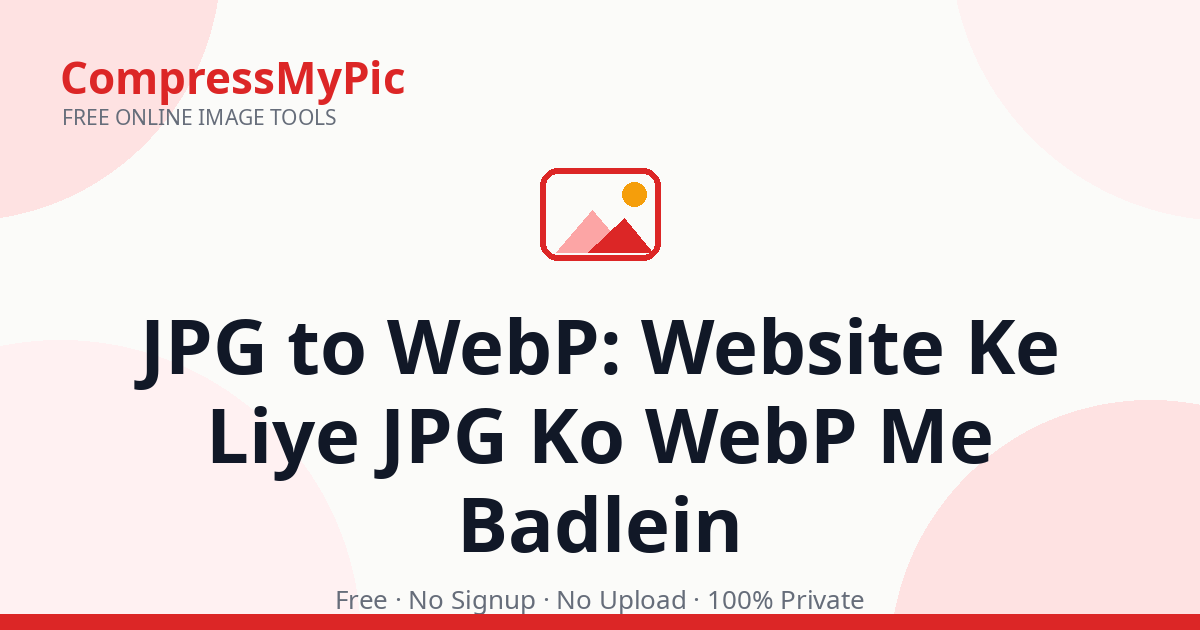 CompressMyPic
FREE ONLINE IMAGE TOOLS
JPG to WebP: Website Ke
Liye JPG Ko WebP Me
Badlein
Free · No Signup · No Upload · 100% Private